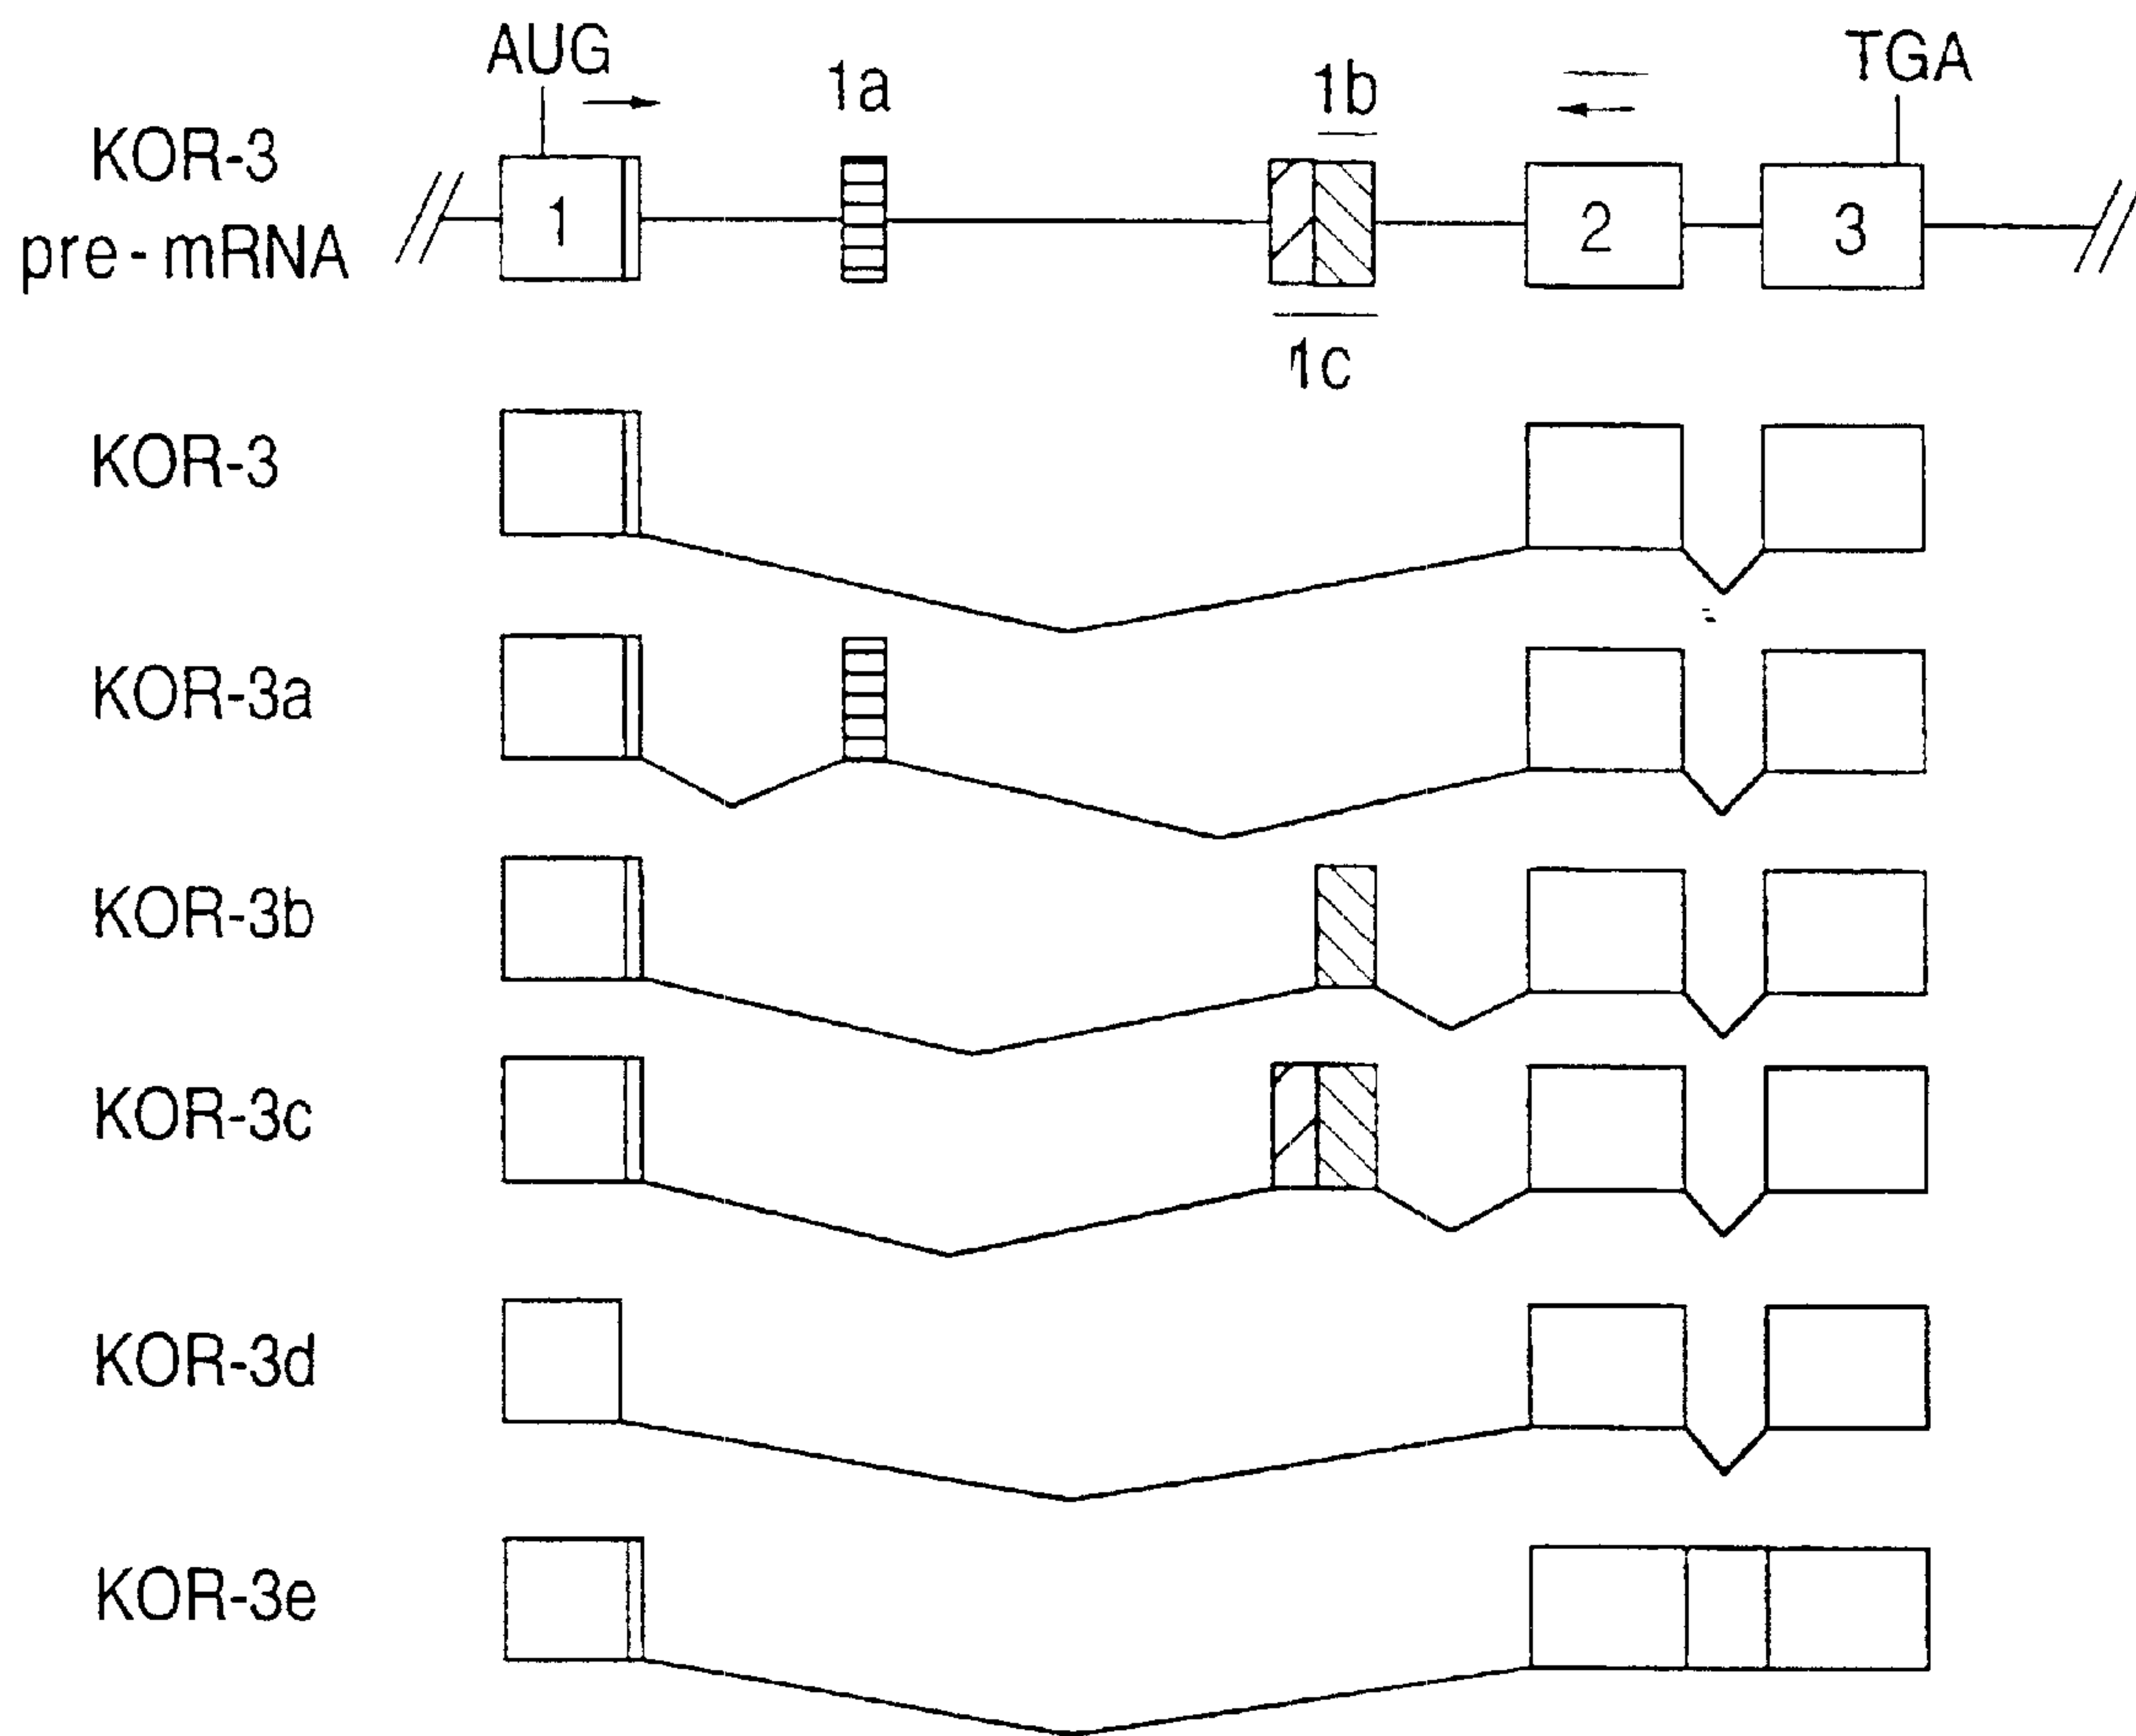 AUG
1a
1b
TGA
KOR-3
pre-mRNA
1
2
3
1c
KOR-3
KOR-3a
KOR-3b
KOR-3c
KOR-3d
KOR-3e